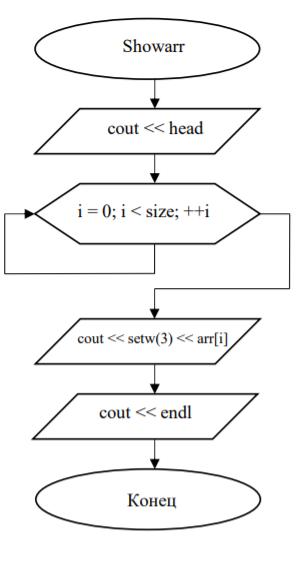 Showarr
cout << head
i = 0; i < size; ++i
cout << setw(3) << arr[i]
cout << endl
Конец